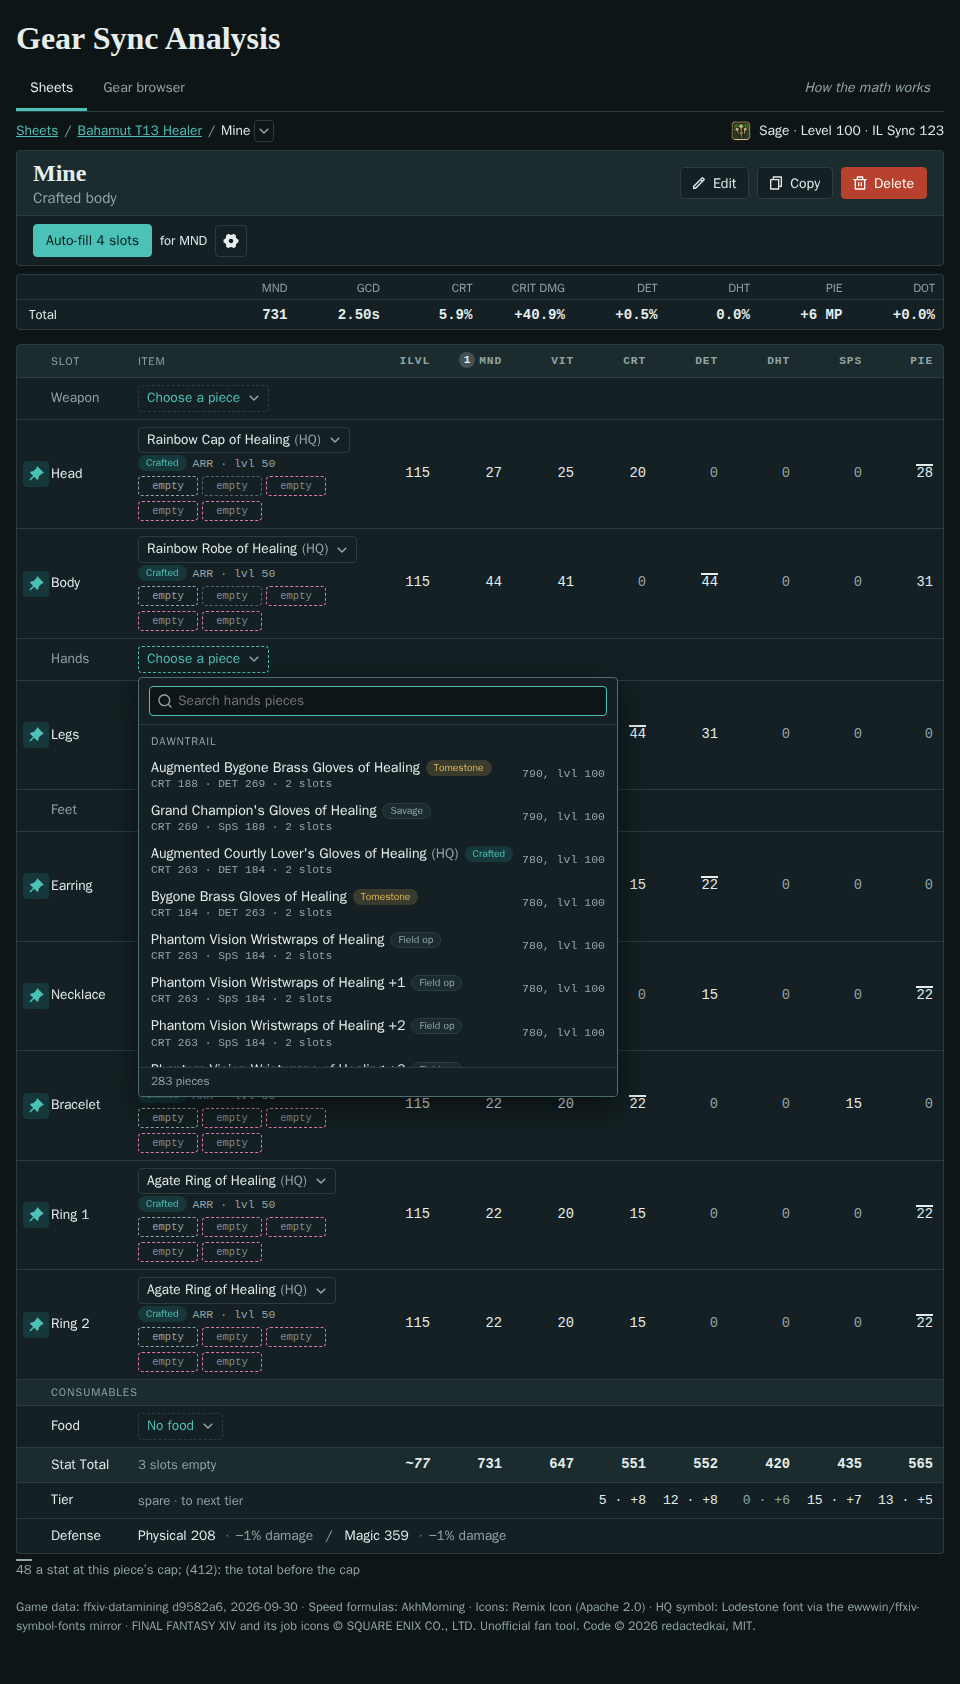 Gear Sync Analysis
Sheets Gear browser How the math works
Sheets / Bahamut T13 Healer / Mine Sage · Level 100 · IL Sync 123
Mine
Crafted body
Edit Copy Delete
Auto-fill 4 slots for MND
MND GCD CRT CRIT DMG DET DHT PIE DOT
Total 731 2.50s 5.9% +40.9% +0.5% 0.0% +6 MP +0.0%
SLOT ITEM ILVL 1 MND VIT CRT DET DHT SPS PIE
Weapon Choose a piece
Rainbow Cap of Healing (HQ)
Crafted ARR · lvl 50
Head 115 27 25 20 0 0 0 28
empty empty empty
empty empty
Rainbow Robe of Healing (HQ)
Crafted ARR · lvl 50
Body 115 44 41 0 44 0 0 31
empty empty empty
empty empty
Hands Choose a piece
Search hands pieces
Legs 44 31 0 0 0
DAWNTRAIL
Augmented Bygone Brass Gloves of Healing Tomestone 790, lvl 100
CRT 188 · DET 269 · 2 slots
Feet
Grand Champion's Gloves of Healing Savage 790, lvl 100
CRT 269 · SpS 188 · 2 slots
Augmented Courtly Lover's Gloves of Healing (HQ) Crafted 780, lvl 100
CRT 263 · DET 184 · 2 slots
Earring 15 22 0 0 0
Bygone Brass Gloves of Healing Tomestone 780, lvl 100
CRT 184 · DET 263 · 2 slots
Phantom Vision Wristwraps of Healing Field op 780, lvl 100
CRT 263 · SpS 184 · 2 slots
Phantom Vision Wristwraps of Healing +1 Field op 780, lvl 100
CRT 263 · SpS 184 · 2 slots
Necklace 0 15 0 0 22
Phantom Vision Wristwraps of Healing +2 Field op 780, lvl 100
CRT 263 · SpS 184 · 2 slots
283 pieces
Bracelet 115 22 20 22 0 0 15 0
empty empty empty
empty empty
Agate Ring of Healing (HQ)
Crafted ARR · lvl 50
Ring 1 115 22 20 15 0 0 0 22
empty empty empty
empty empty
Agate Ring of Healing (HQ)
Crafted ARR · lvl 50
Ring 2 115 22 20 15 0 0 0 22
empty empty empty
empty empty
CONSUMABLES
Food No food
Stat Total 3 slots empty ~77 731 647 551 552 420 435 565
Tier spare · to next tier 5 · +8 12 · +8 0 · +6 15 · +7 13 · +5
Defense Physical 208 · −1% damage / Magic 359 · −1% damage
48 a stat at this piece's cap; (412): the total before the cap
Game data: ffxiv-datamining d9582a6, 2026-09-30 · Speed formulas: AkhMorning · Icons: Remix Icon (Apache 2.0) · HQ symbol: Lodestone font via the ewwwin/ffxiv-
symbol-fonts mirror · FINAL FANTASY XIV and its job icons © SQUARE ENIX CO., LTD. Unofficial fan tool. Code © 2026 redactedkai, MIT.